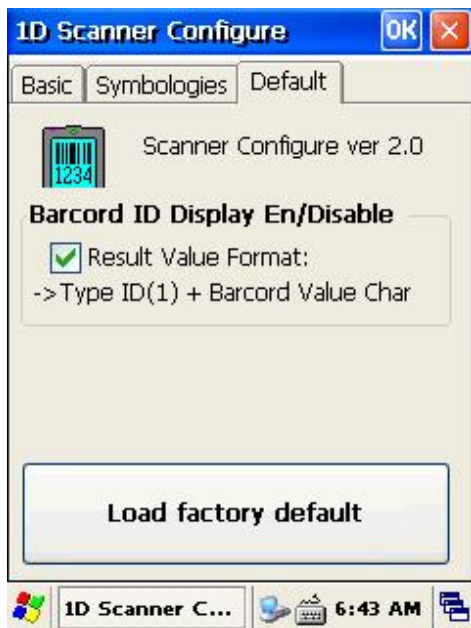 1D Scanner Configure OK
Basic Symbologies Default
1234
Scanner Configure ver 2.0
Barcord ID Display En/Disable
Result Value Format:
->Type ID(1) + Barcord Value Char
Load factory default
1D Scanner C... 6:43 AM